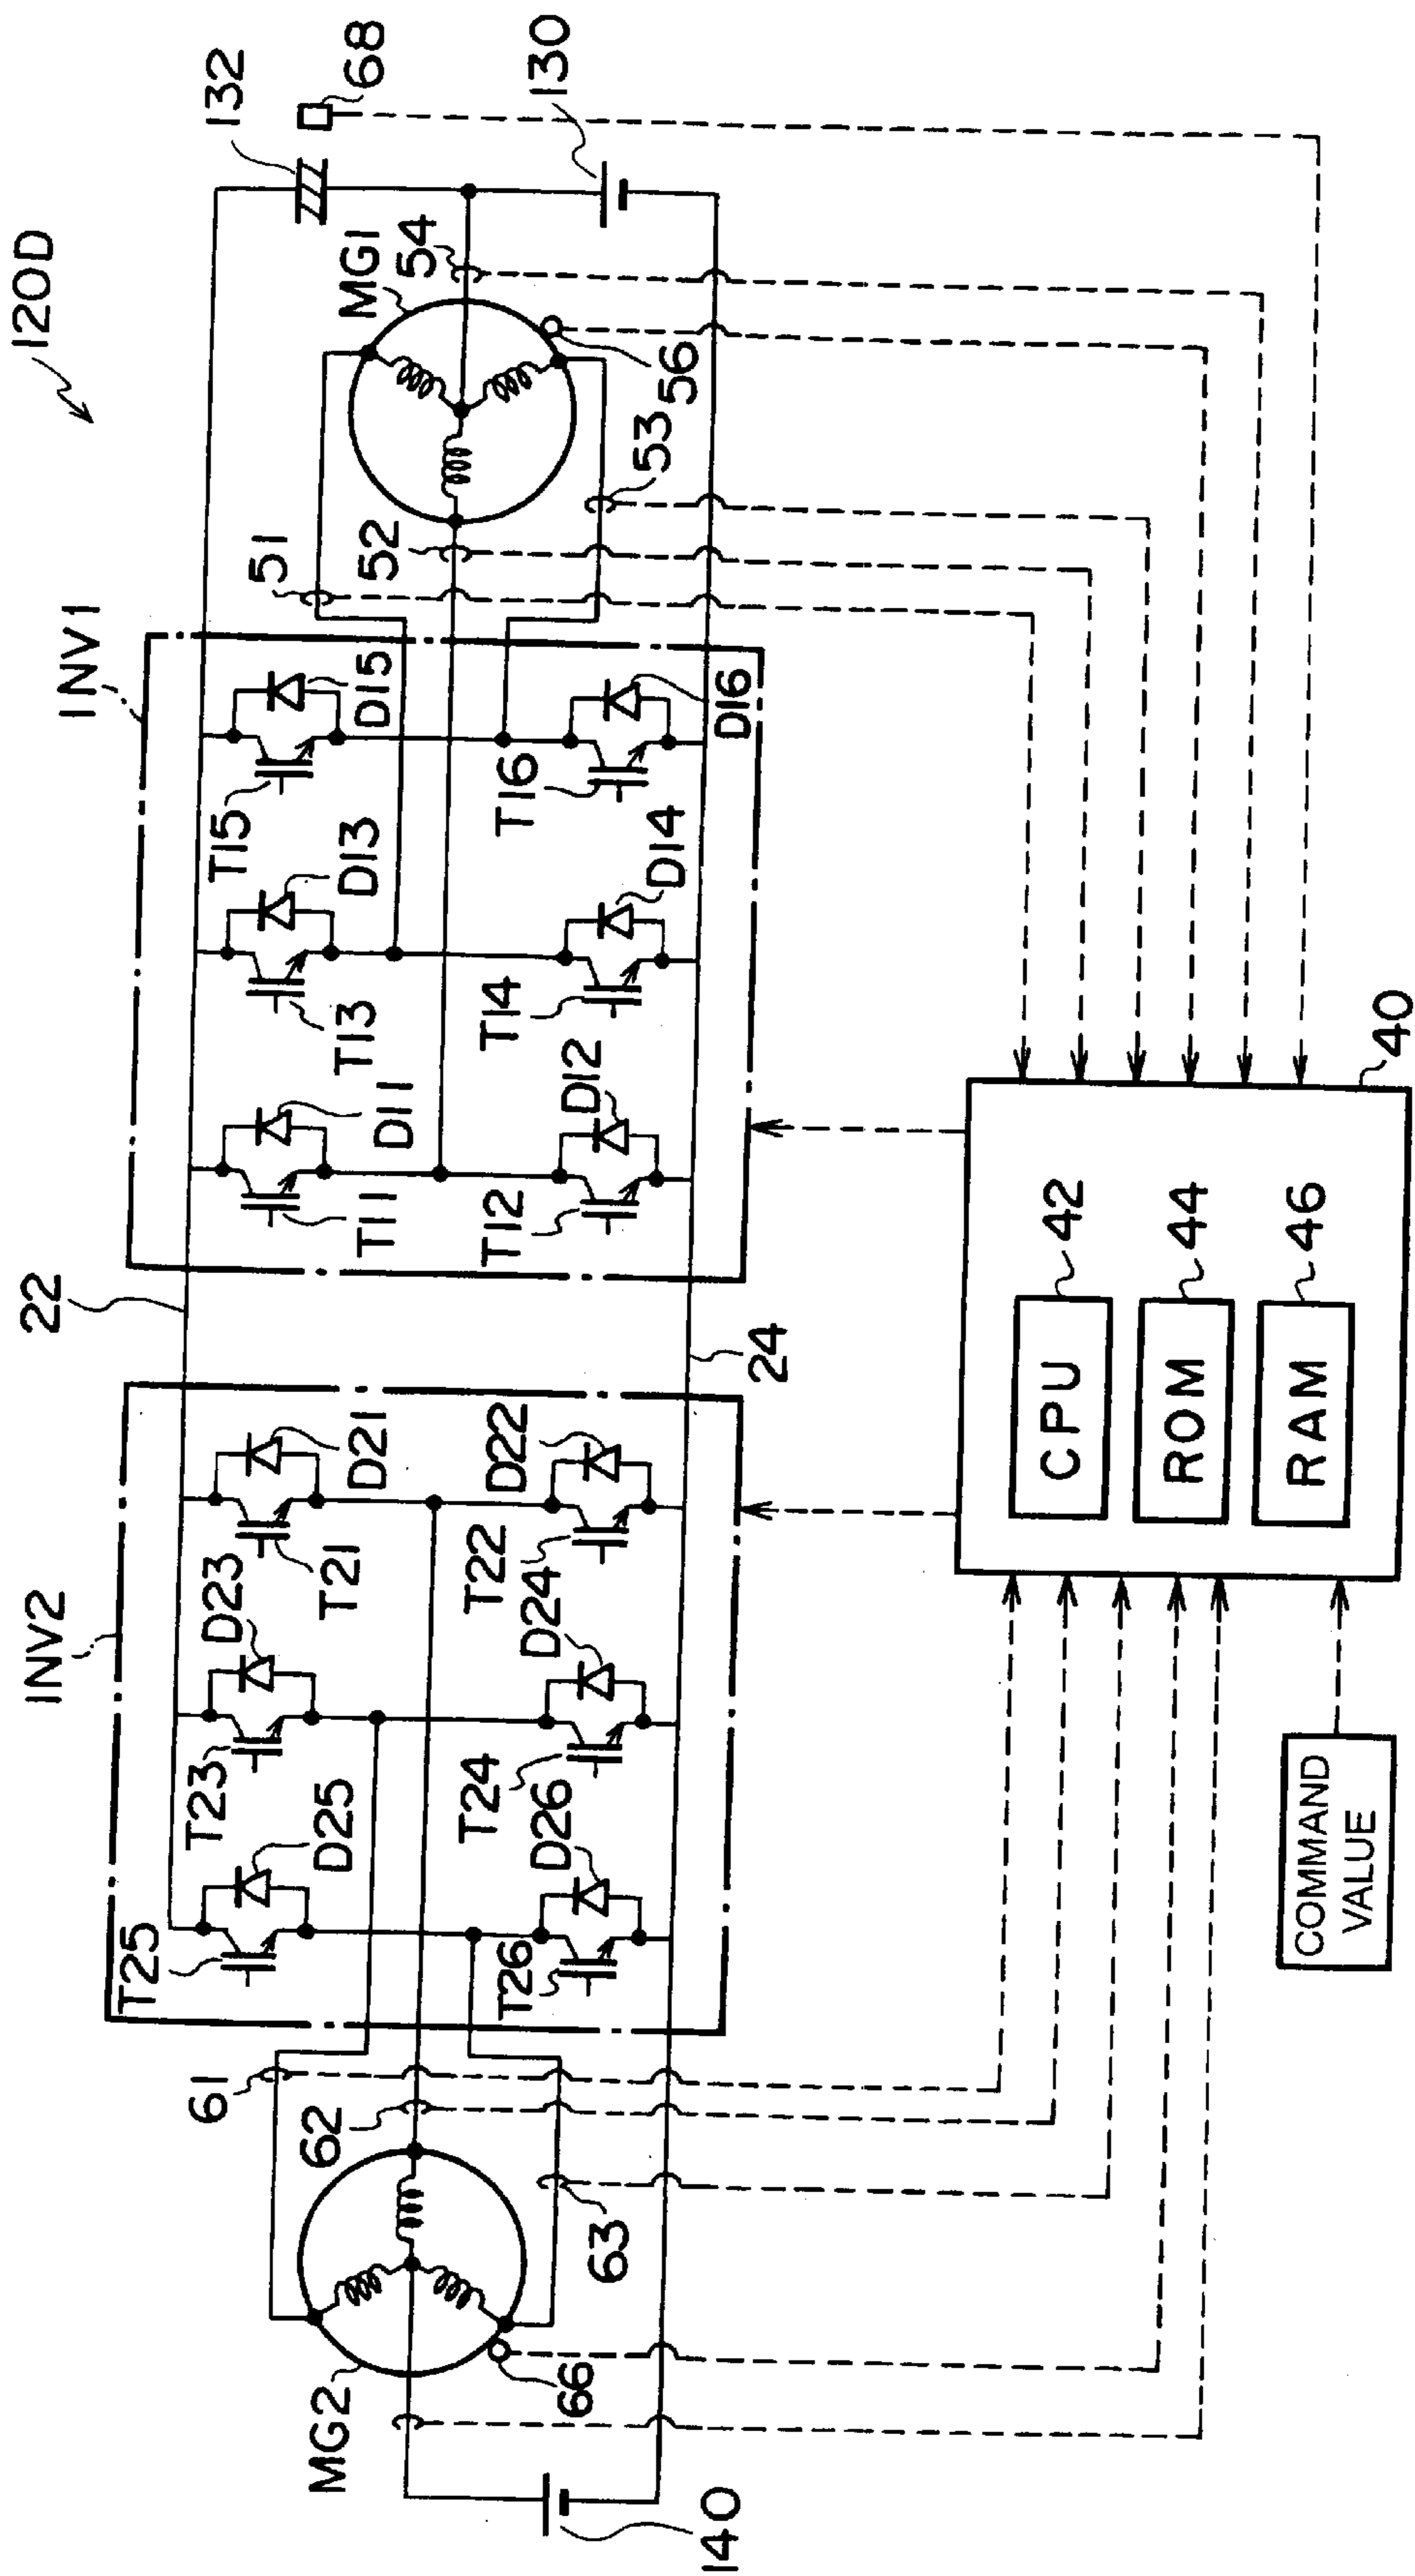 120D
132
68
130
MG1
54
56
53
52
51
INV1
D15
T15
D13
T13
D11
T11
D16
T16
D14
T14
D12
T12
22
24
INV2
D21
T21
D23
T23
D25
T25
D22
T22
D24
T24
D26
T26
61
62
63
MG2
66
140
40
CPU
42
ROM
44
RAM
46
COMMAND
VALUE